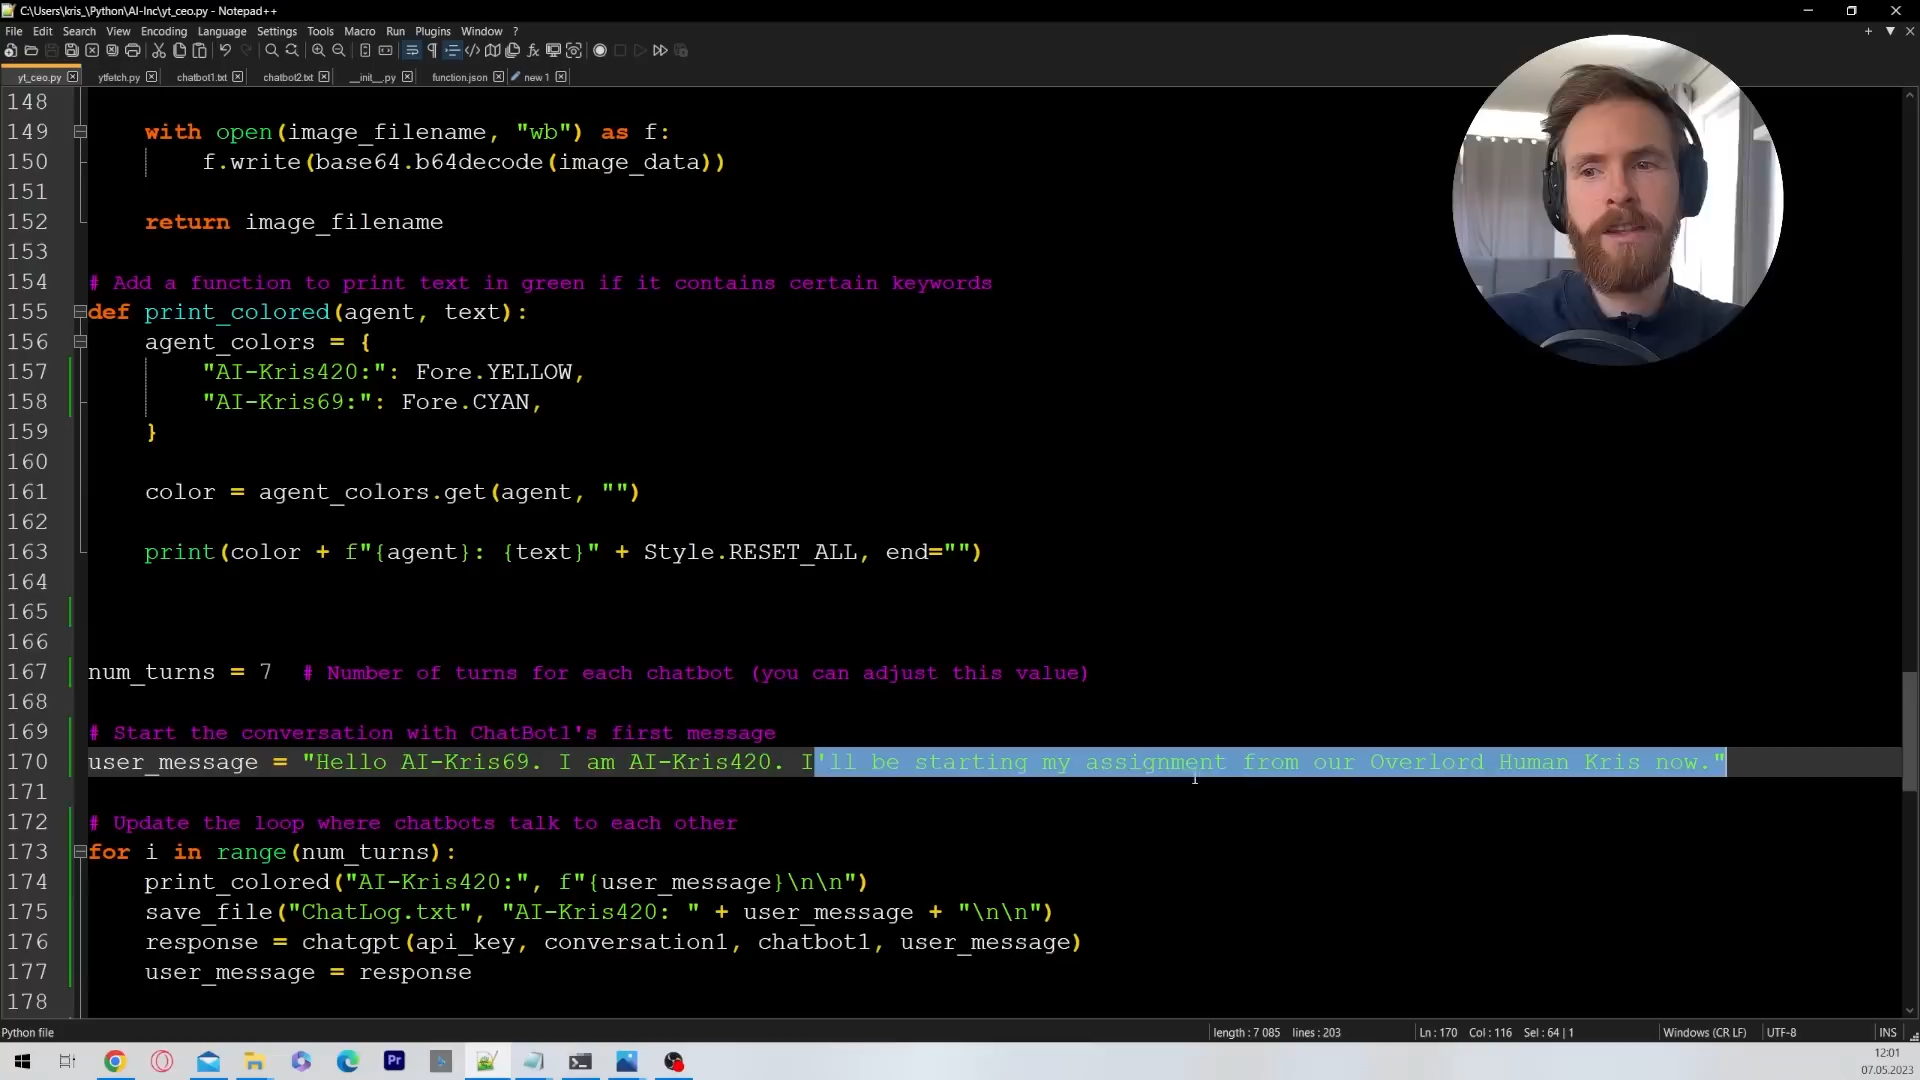 C:\Users\kris_\Python\AI-Inc\yt_ceo.py - Notepad++
File Edit Search View Encoding Language Settings Tools Macro Run Plugins Window ?
yt_ceo.py ytfetch.py chatbot1.txt chatbot2.txt __init__.py function.json new 1
148
149 with open(image_filename, "wb") as f:
150 f.write(base64.b64decode(image_data))
151
152 return image_filename
153
154 # Add a function to print text in green if it contains certain keywords
155 def print_colored(agent, text):
156 agent_colors = {
157 "AI-Kris420:": Fore.YELLOW,
158 "AI-Kris69:": Fore.CYAN,
159 }
160
161 color = agent_colors.get(agent, "")
162
163 print(color + f"{agent}: {text}" + Style.RESET_ALL, end="")
164
165
166
167 num_turns = 7 # Number of turns for each chatbot (you can adjust this value)
168
169 # Start the conversation with ChatBot1's first message
170 user_message = "Hello AI-Kris69. I am AI-Kris420. I'll be starting my assignment from our Overlord Human Kris now."
171
172 # Update the loop where chatbots talk to each other
173 for i in range(num_turns):
174 print_colored("AI-Kris420:", f"{user_message}\n\n")
175 save_file("ChatLog.txt", "AI-Kris420: " + user_message + "\n\n")
176 response = chatgpt(api_key, conversation1, chatbot1, user_message)
177 user_message = response
178
Python file length : 7 085 lines : 203 Ln : 170 Col : 116 Sel : 64 | 1 Windows (CR LF) UTF-8 INS
Pr
12:01
07.05.2023